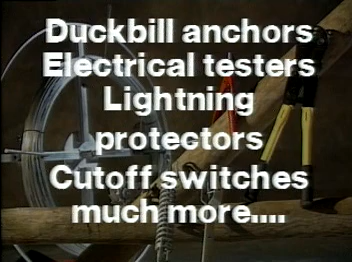 Duckbill anchors
Electrical testers
Lightning
protectors
Cutoff switches
much more....